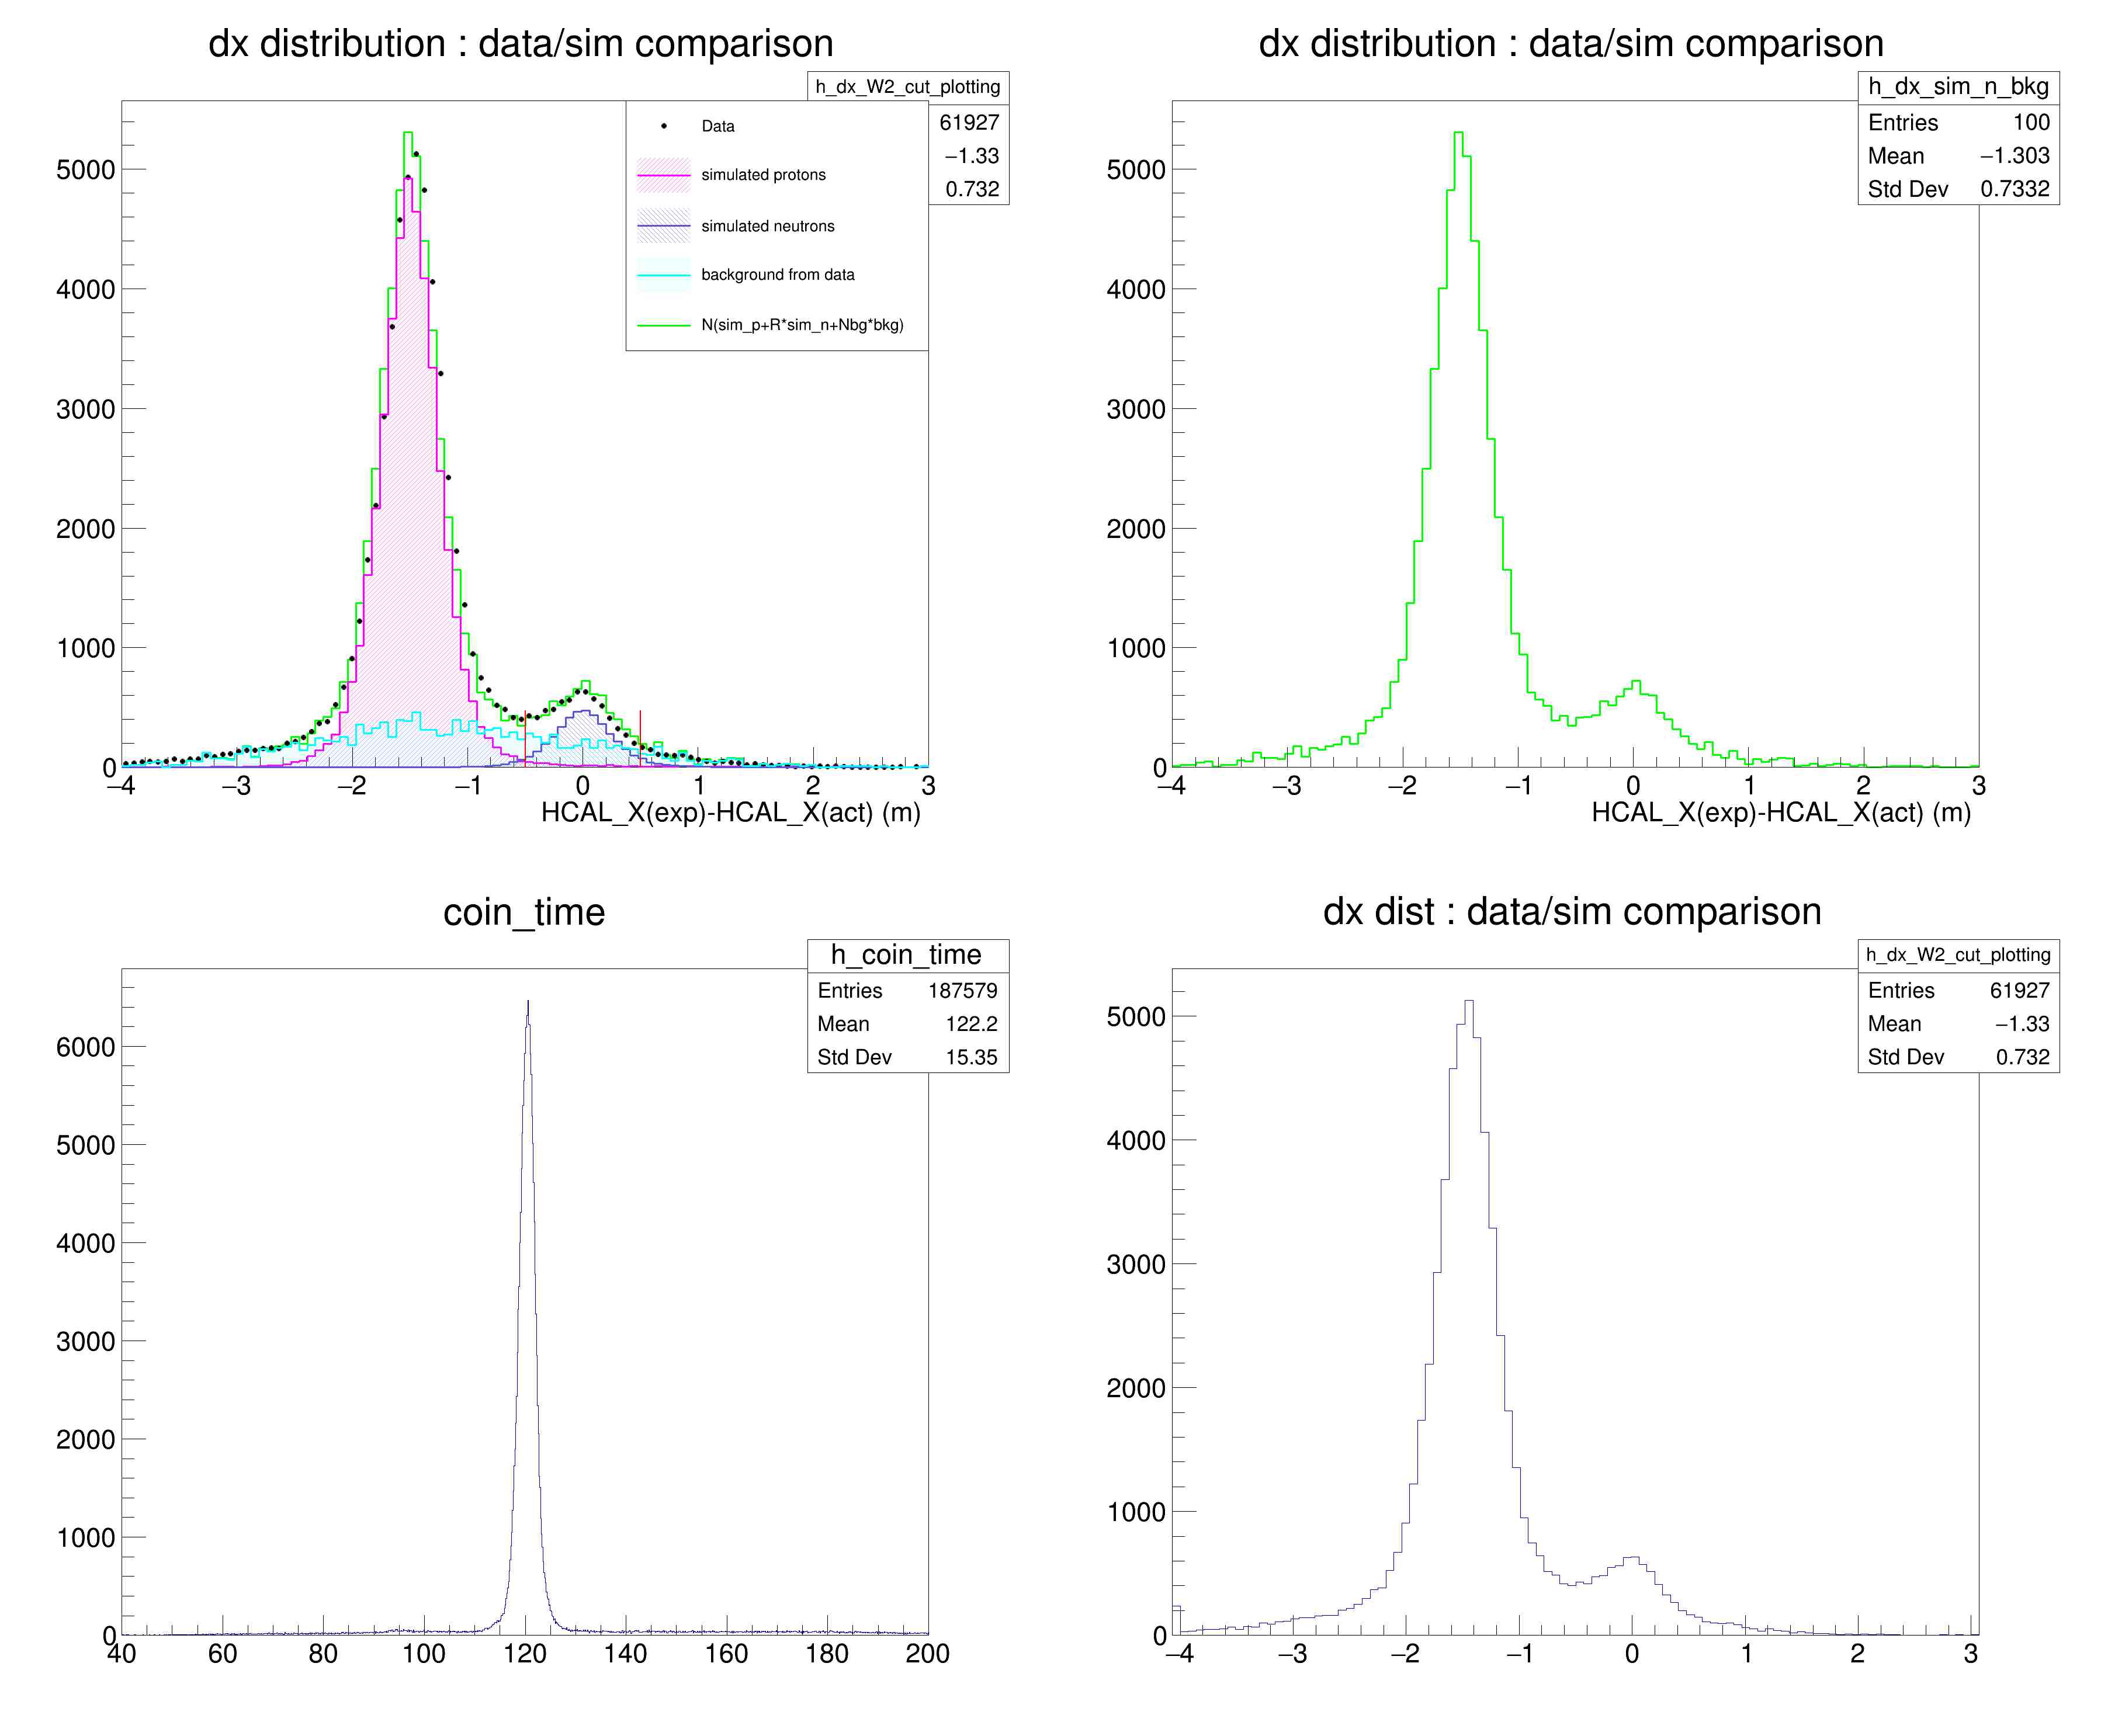 dx distribution : data/sim comparison
h_dx_W2_cut_plotting
61927
−1.33
0.732
Data
simulated protons
simulated neutrons
background from data
N(sim_p+R*sim_n+Nbg*bkg)
5000
4000
3000
2000
1000
0
−4 −3 −2 −1 0 1 2 3
HCAL_X(exp)-HCAL_X(act) (m)
dx distribution : data/sim comparison
h_dx_sim_n_bkg
Entries 100
Mean −1.303
Std Dev 0.7332
5000
4000
3000
2000
1000
0
−4 −3 −2 −1 0 1 2 3
HCAL_X(exp)-HCAL_X(act) (m)
coin_time
h_coin_time
Entries 187579
Mean 122.2
Std Dev 15.35
6000
5000
4000
3000
2000
1000
0
40 60 80 100 120 140 160 180 200
dx dist : data/sim comparison
h_dx_W2_cut_plotting
Entries 61927
Mean −1.33
Std Dev 0.732
5000
4000
3000
2000
1000
0
−4 −3 −2 −1 0 1 2 3